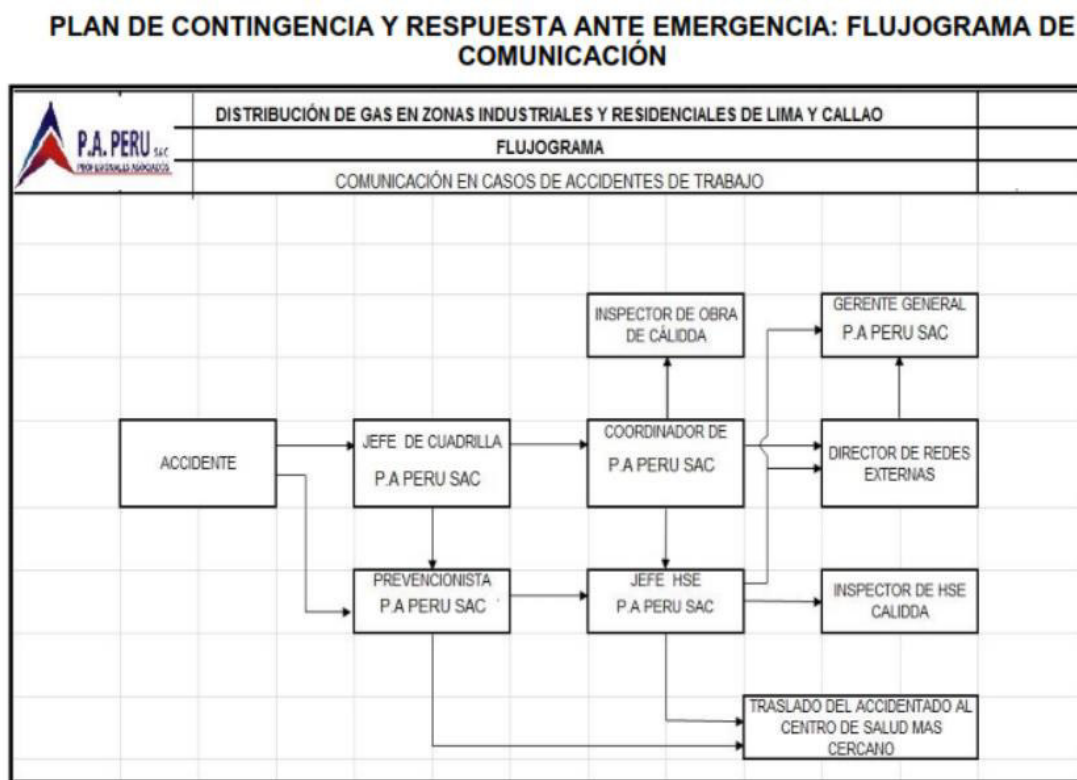 PLAN DE CONTINGENCIA Y RESPUESTA ANTE EMERGENCIA: FLUJOGRAMA DE
COMUNICACIÓN
P.A. PERU SAC
PROFESIONALES ASOCIADOS
DISTRIBUCIÓN DE GAS EN ZONAS INDUSTRIALES Y RESIDENCIALES DE LIMA Y CALLAO
FLUJOGRAMA
COMUNICACIÓN EN CASOS DE ACCIDENTES DE TRABAJO
INSPECTOR DE OBRA
DE CÁLIDDA
GERENTE GENERAL
P.A PERU SAC
ACCIDENTE
JEFE DE CUADRILLA
P.A PERU SAC
COORDINADOR DE
P.A PERU SAC
DIRECTOR DE REDES
EXTERNAS
PREVENCIONISTA
P.A PERU SAC
JEFE HSE
P.A PERU SAC
INSPECTOR DE HSE
CALIDDA
TRASLADO DEL ACCIDENTADO AL
CENTRO DE SALUD MAS
CERCANO